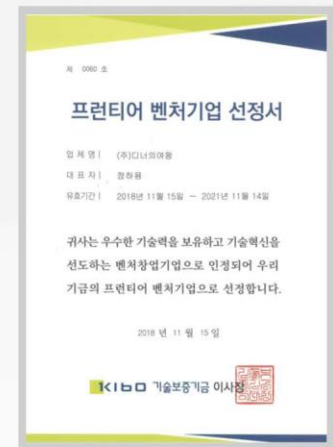 제 0060 호
프런티어 벤처기업 선정서
업 체 명 | (주)디너의여왕
대 표 자 | 장하용
유효기간 | 2018년 11월 15일 ~ 2021년 11월 14일
귀사는 우수한 기술력을 보유하고 기술혁신을
선도하는 벤처창업기업으로 인정되어 우리
기금의 프런티어 벤처기업으로 선정합니다.
2018 년 11 월 15 일
KIBO 기술보증기금 이사장